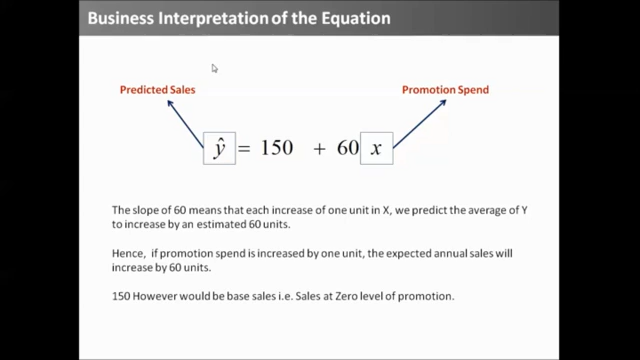 Business Interpretation of the Equation
Predicted Sales
Promotion Spend
ŷ = 150 + 60 x
The slope of 60 means that each increase of one unit in X, we predict the average of Y
to increase by an estimated 60 units.
Hence, if promotion spend is increased by one unit, the expected annual sales will
increase by 60 units.
150 However would be base sales i.e. Sales at Zero level of promotion.